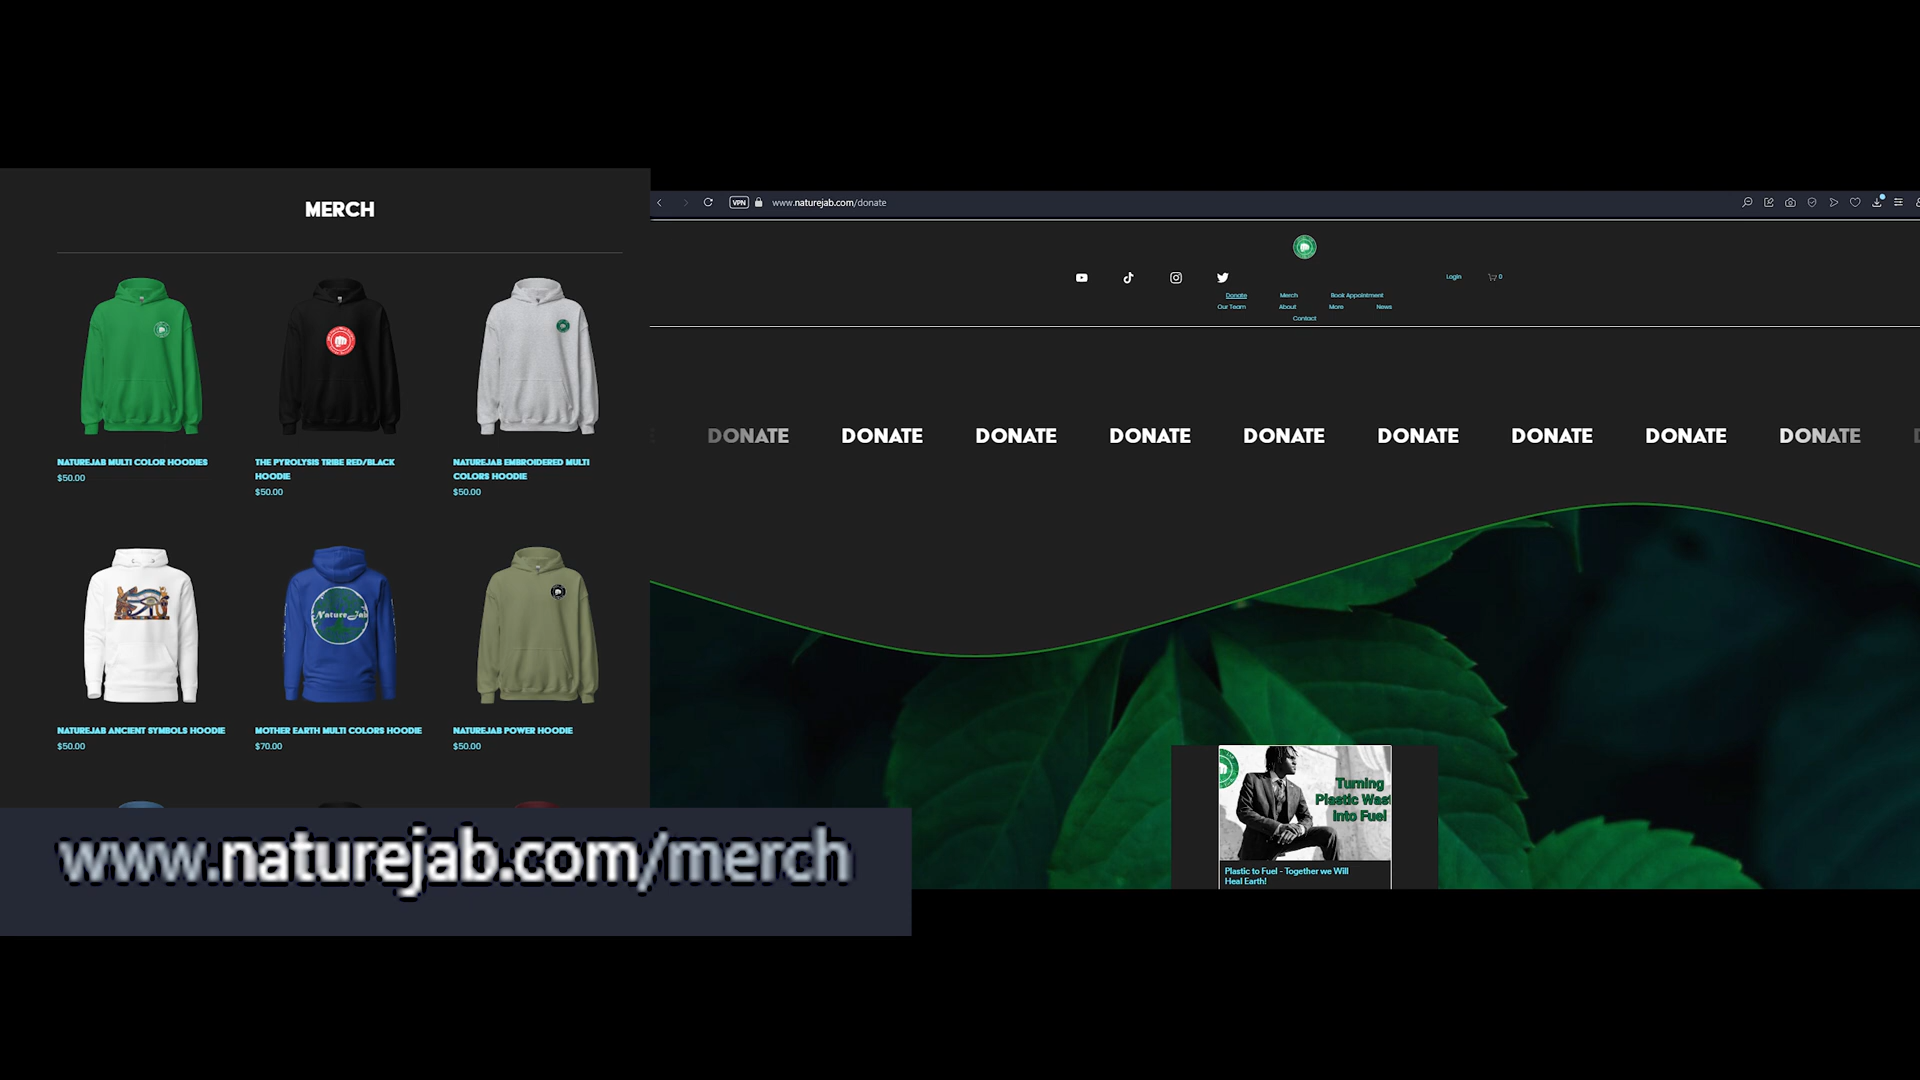 MERCH
NATUREJAB MULTI COLOR HOODIES
$50.00
THE PYROLYSIS TRIBE RED/BLACK
HOODIE
$50.00
NATUREJAB EMBROIDERED MULTI
COLORS HOODIE
$50.00
NatureJab
NATUREJAB ANCIENT SYMBOLS HOODIE
$50.00
MOTHER EARTH MULTI COLORS HOODIE
$70.00
NATUREJAB POWER HOODIE
$50.00
www.naturejab.com/merch
VPN www.naturejab.com/donate
Login 0
Donate Merch Book Appointment
Our Team About More News
Contact
DONATE DONATE DONATE DONATE DONATE DONATE DONATE DONATE DONATE
Turning
Plastic Wast
Into Fuel
Plastic to Fuel - Together we Will
Heal Earth!